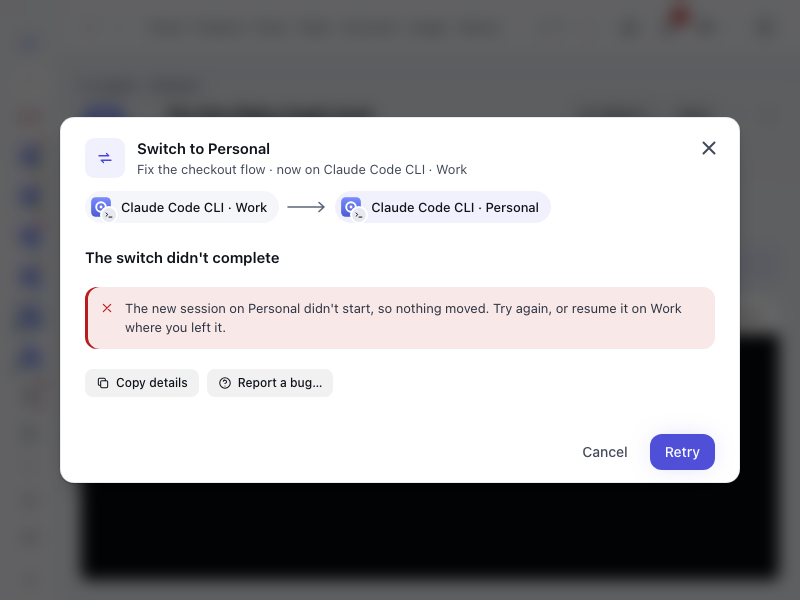 Switch to Personal
Fix the checkout flow · now on Claude Code CLI · Work
Claude Code CLI · Work
Claude Code CLI · Personal
The switch didn't complete
The new session on Personal didn't start, so nothing moved. Try again, or resume it on Work
where you left it.
Copy details
Report a bug...
Cancel
Retry